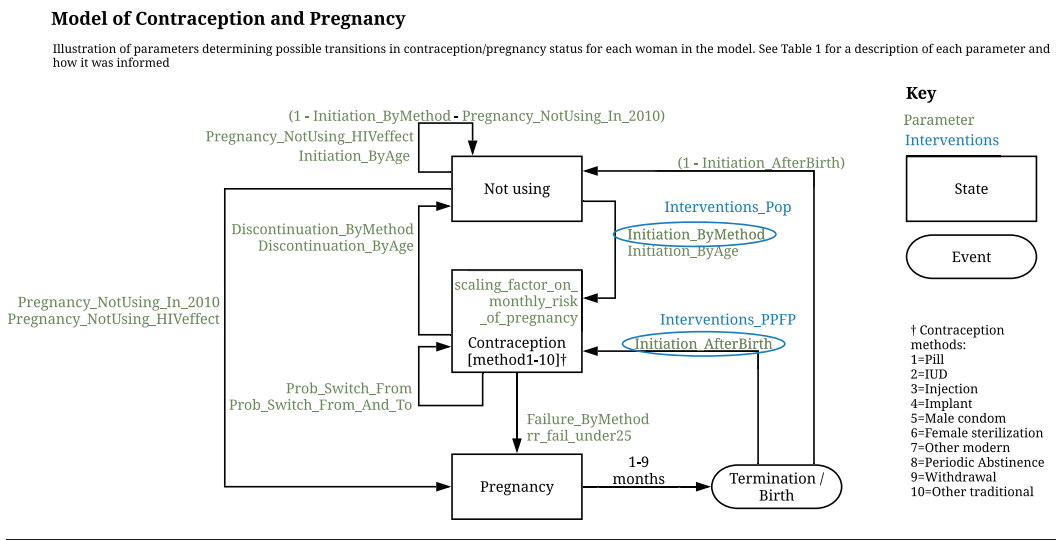 Model of Contraception and Pregnancy
Illustration of parameters determining possible transitions in contraception/pregnancy status for each woman in the model. See Table 1 for a description of each parameter and
how it was informed
Key
Parameter
Interventions
State
Event
(1 - Initiation_ByMethod - Pregnancy_NotUsing_In_2010)
Pregnancy_NotUsing_HIVeffect
Initiation_ByAge
Not using
(1 - Initiation_AfterBirth)
Interventions_Pop
Initiation_ByMethod
Initiation_ByAge
Discontinuation_ByMethod
Discontinuation_ByAge
Pregnancy_NotUsing_In_2010
Pregnancy_NotUsing_HIVeffect
scaling_factor_on_
monthly_risk
_of_pregnancy
Contraception
[method1-10]†
Interventions_PPFP
Initiation_AfterBirth
Prob_Switch_From
Prob_Switch_From_And_To
Failure_ByMethod
rr_fail_under25
Pregnancy
1-9
months
Termination /
Birth
† Contraception
methods:
1=Pill
2=IUD
3=Injection
4=Implant
5=Male condom
6=Female sterilization
7=Other modern
8=Periodic Abstinence
9=Withdrawal
10=Other traditional